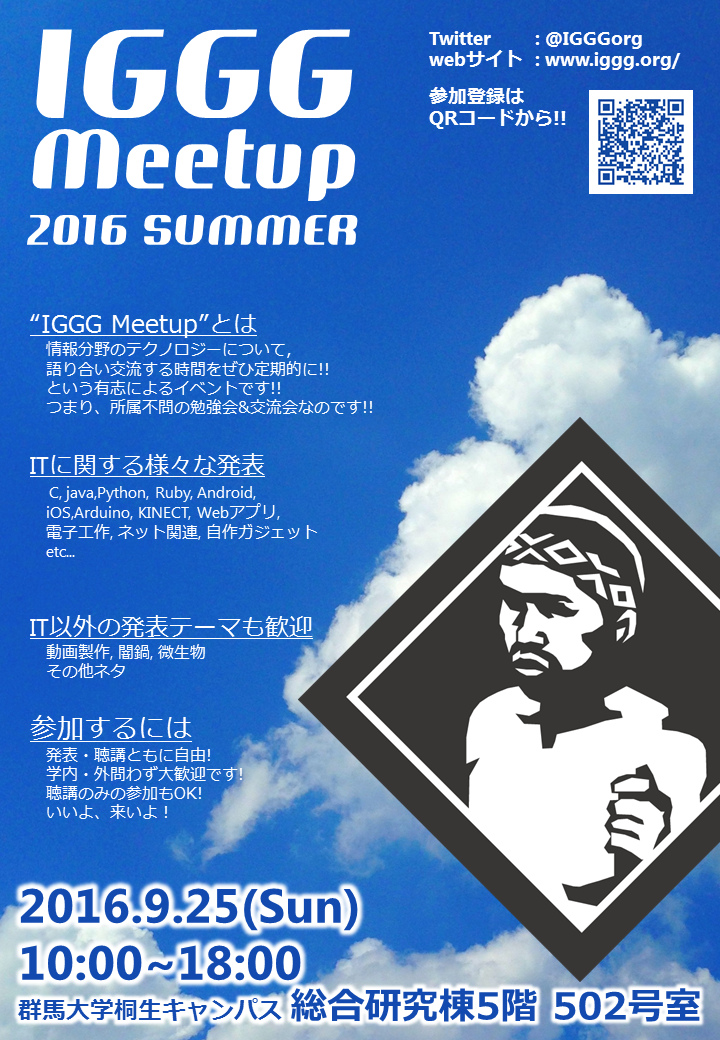 IGGG
Meetup
2016 SUMMER
Twitter : @IGGGorg
webサイト : www.iggg.org/
参加登録は
QRコードから!!
“IGGG Meetup”とは
情報分野のテクノロジーについて,
語り合い交流する時間をぜひ定期的に!!
という有志によるイベントです!!
つまり、所属不問の勉強会&交流会なのです!!
ITに関する様々な発表
C, java,Python, Ruby, Android,
iOS,Arduino, KINECT, Webアプリ,
電子工作, ネット関連, 自作ガジェット
etc...
IT以外の発表テーマも歓迎
動画製作, 闇鍋, 微生物
その他ネタ
参加するには
発表・聴講ともに自由!
学内・外問わず大歓迎です!
聴講のみの参加もOK!
いいよ、来いよ！
2016.9.25(Sun)
10:00~18:00
群馬大学桐生キャンパス 総合研究棟5階 502号室